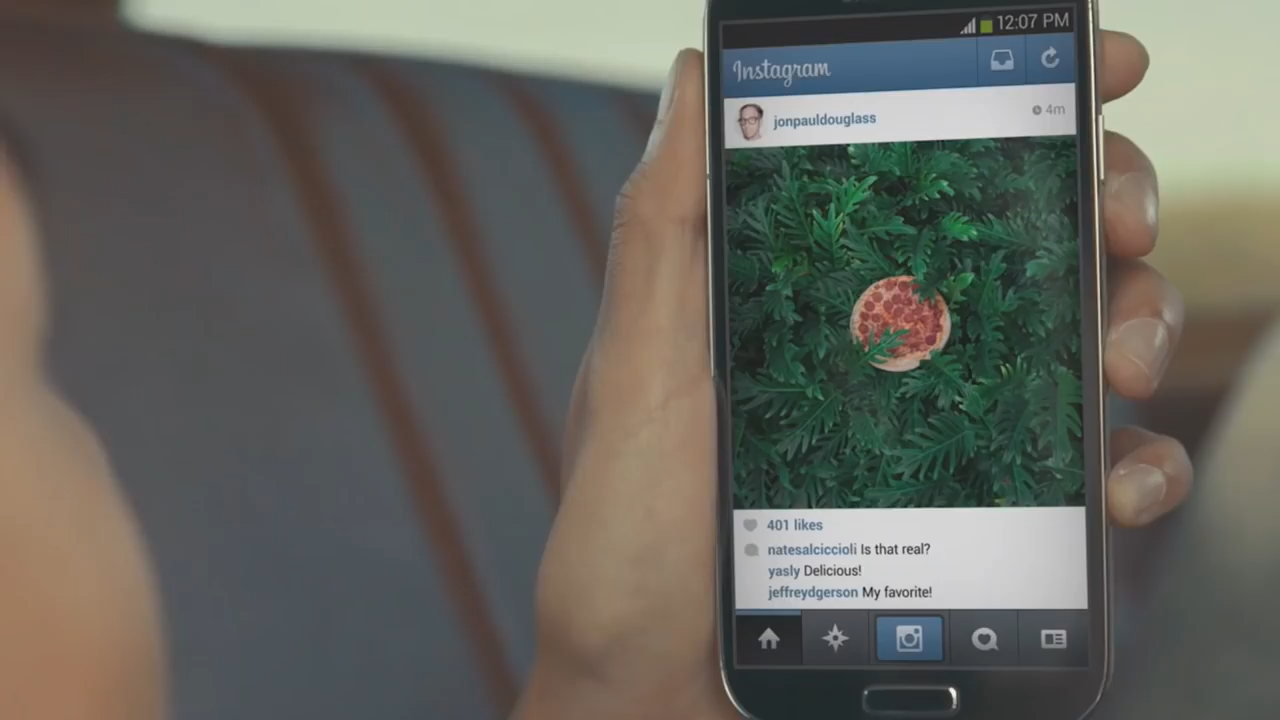 12:07 PM
Instagram
jonpauldouglass
4m
401 likes
natesalciccioli Is that real?
yasly Delicious!
jeffreydgerson My favorite!